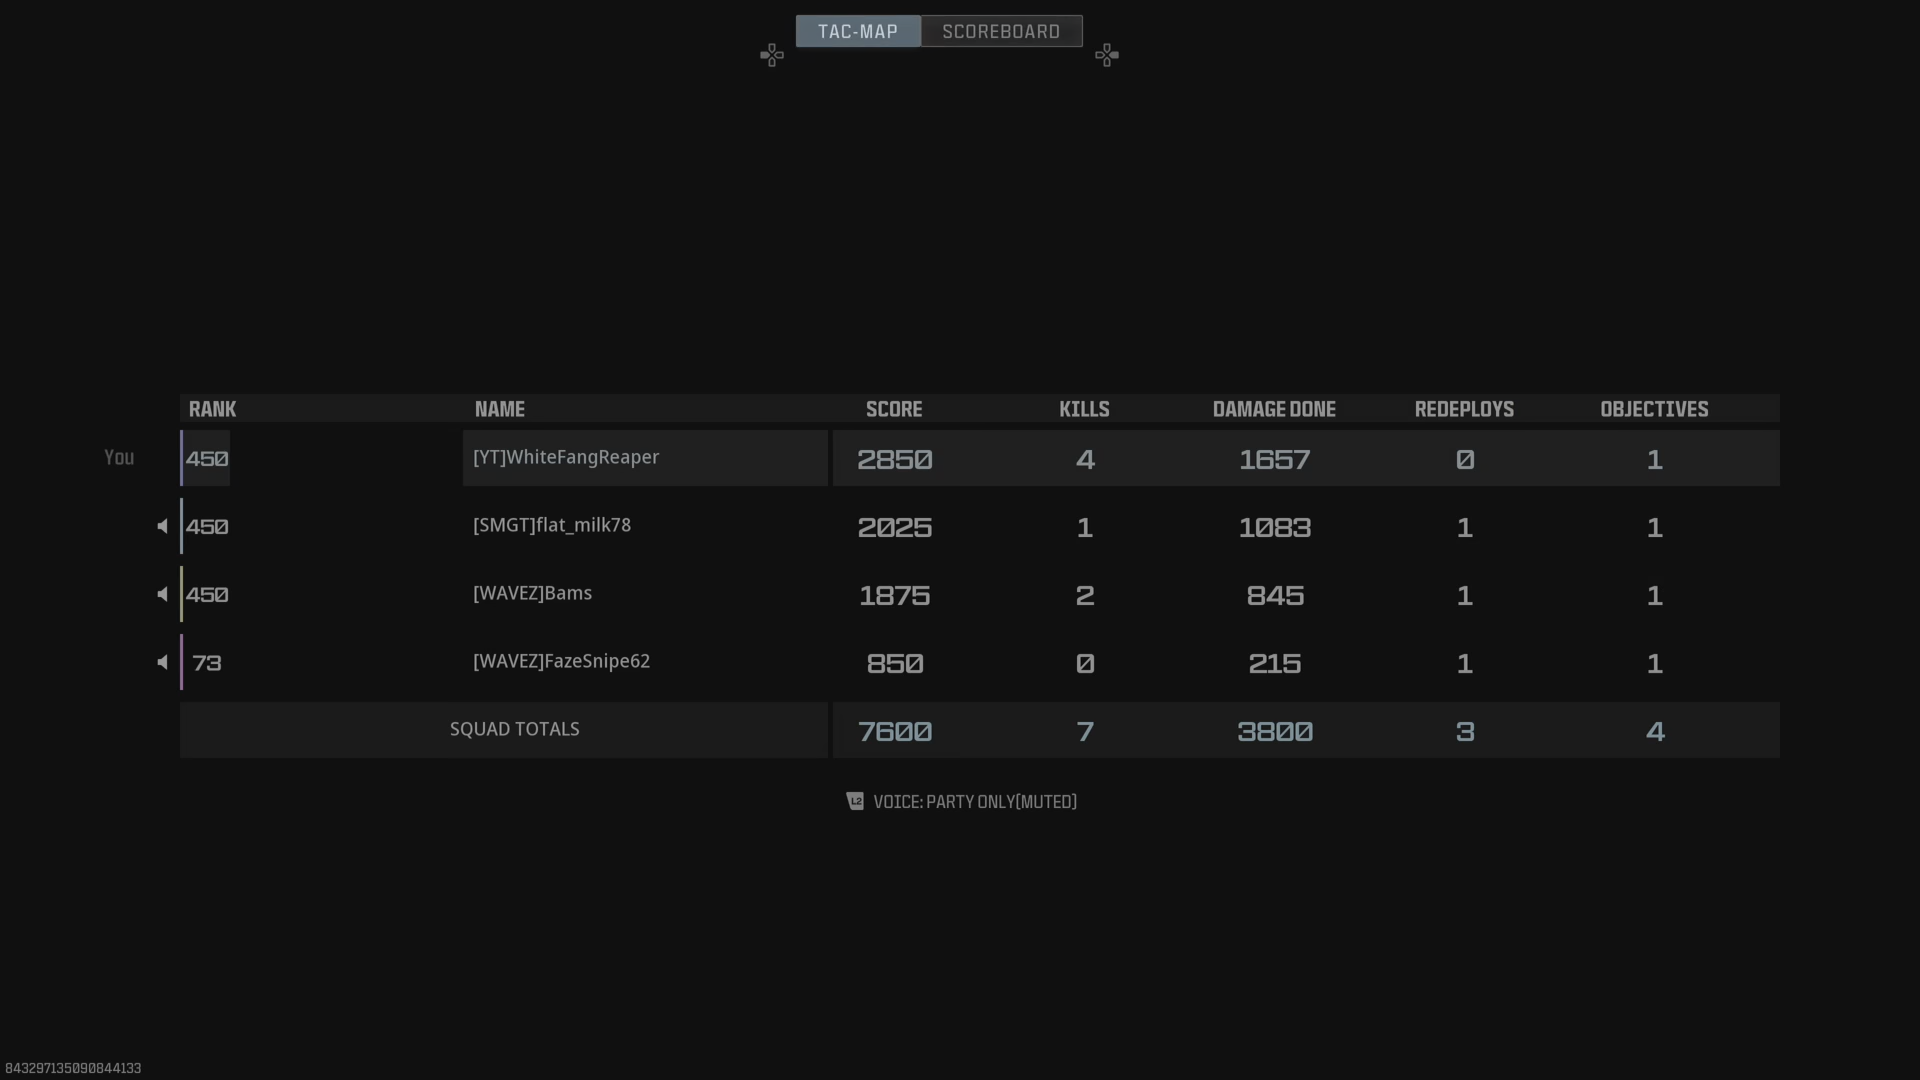 TAC-MAP SCOREBOARD
RANK NAME SCORE KILLS DAMAGE DONE REDEPLOYS OBJECTIVES
You 450 [YT]WhiteFangReaper 2850 4 1657 0 1
450 [SMGT]flat_milk78 2025 1 1083 1 1
450 [WAVEZ]Bams 1875 2 845 1 1
73 [WAVEZ]FazeSnipe62 850 0 215 1 1
SQUAD TOTALS 7600 7 3800 3 4
L2 VOICE: PARTY ONLY[MUTED]
843297135090844133